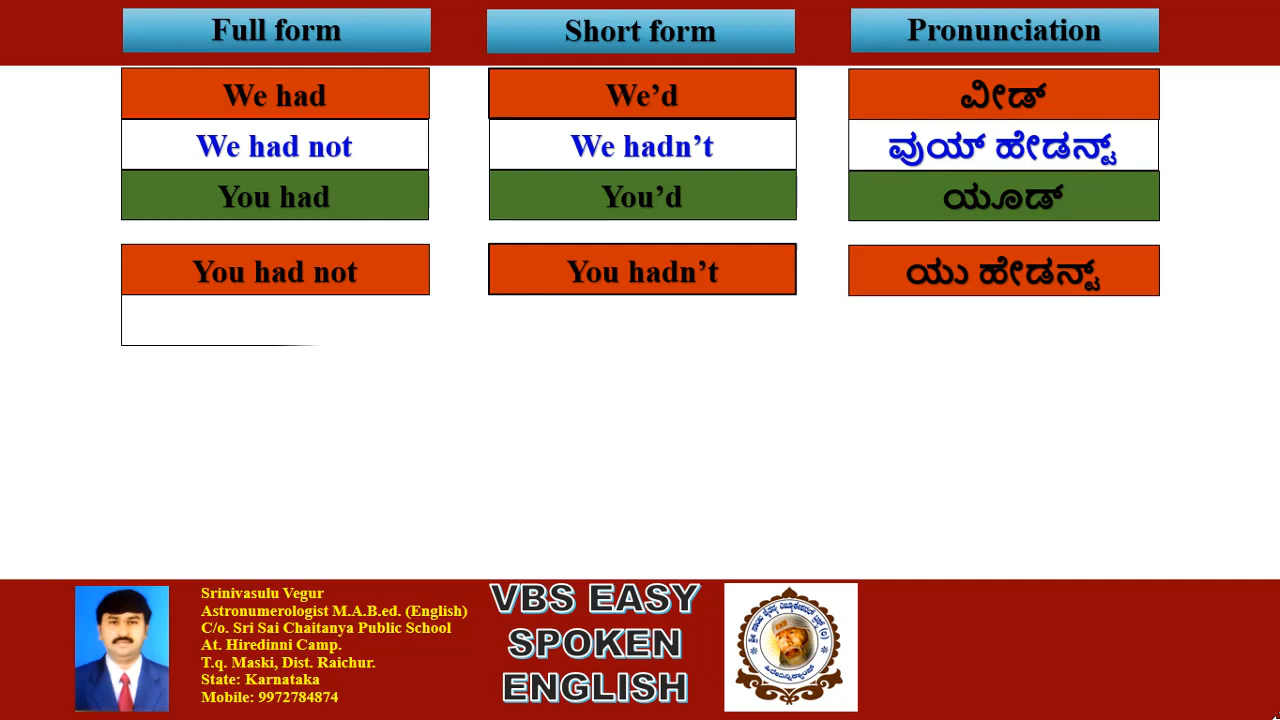 Full form Short form Pronunciation
We had We’d ವೀಡ್
We had not We hadn’t ವುಯ್ ಹೇಡನ್ಟ್
You had You’d ಯೂಡ್
You had not You hadn’t ಯು ಹೇಡನ್ಟ್
Srinivasulu Vegur
Astronumerologist M.A.B.ed. (English)
C/o. Sri Sai Chaitanya Public School
At. Hiredinni Camp.
T.q. Maski, Dist. Raichur.
State: Karnataka
Mobile: 9972784874
VBS EASY
SPOKEN
ENGLISH